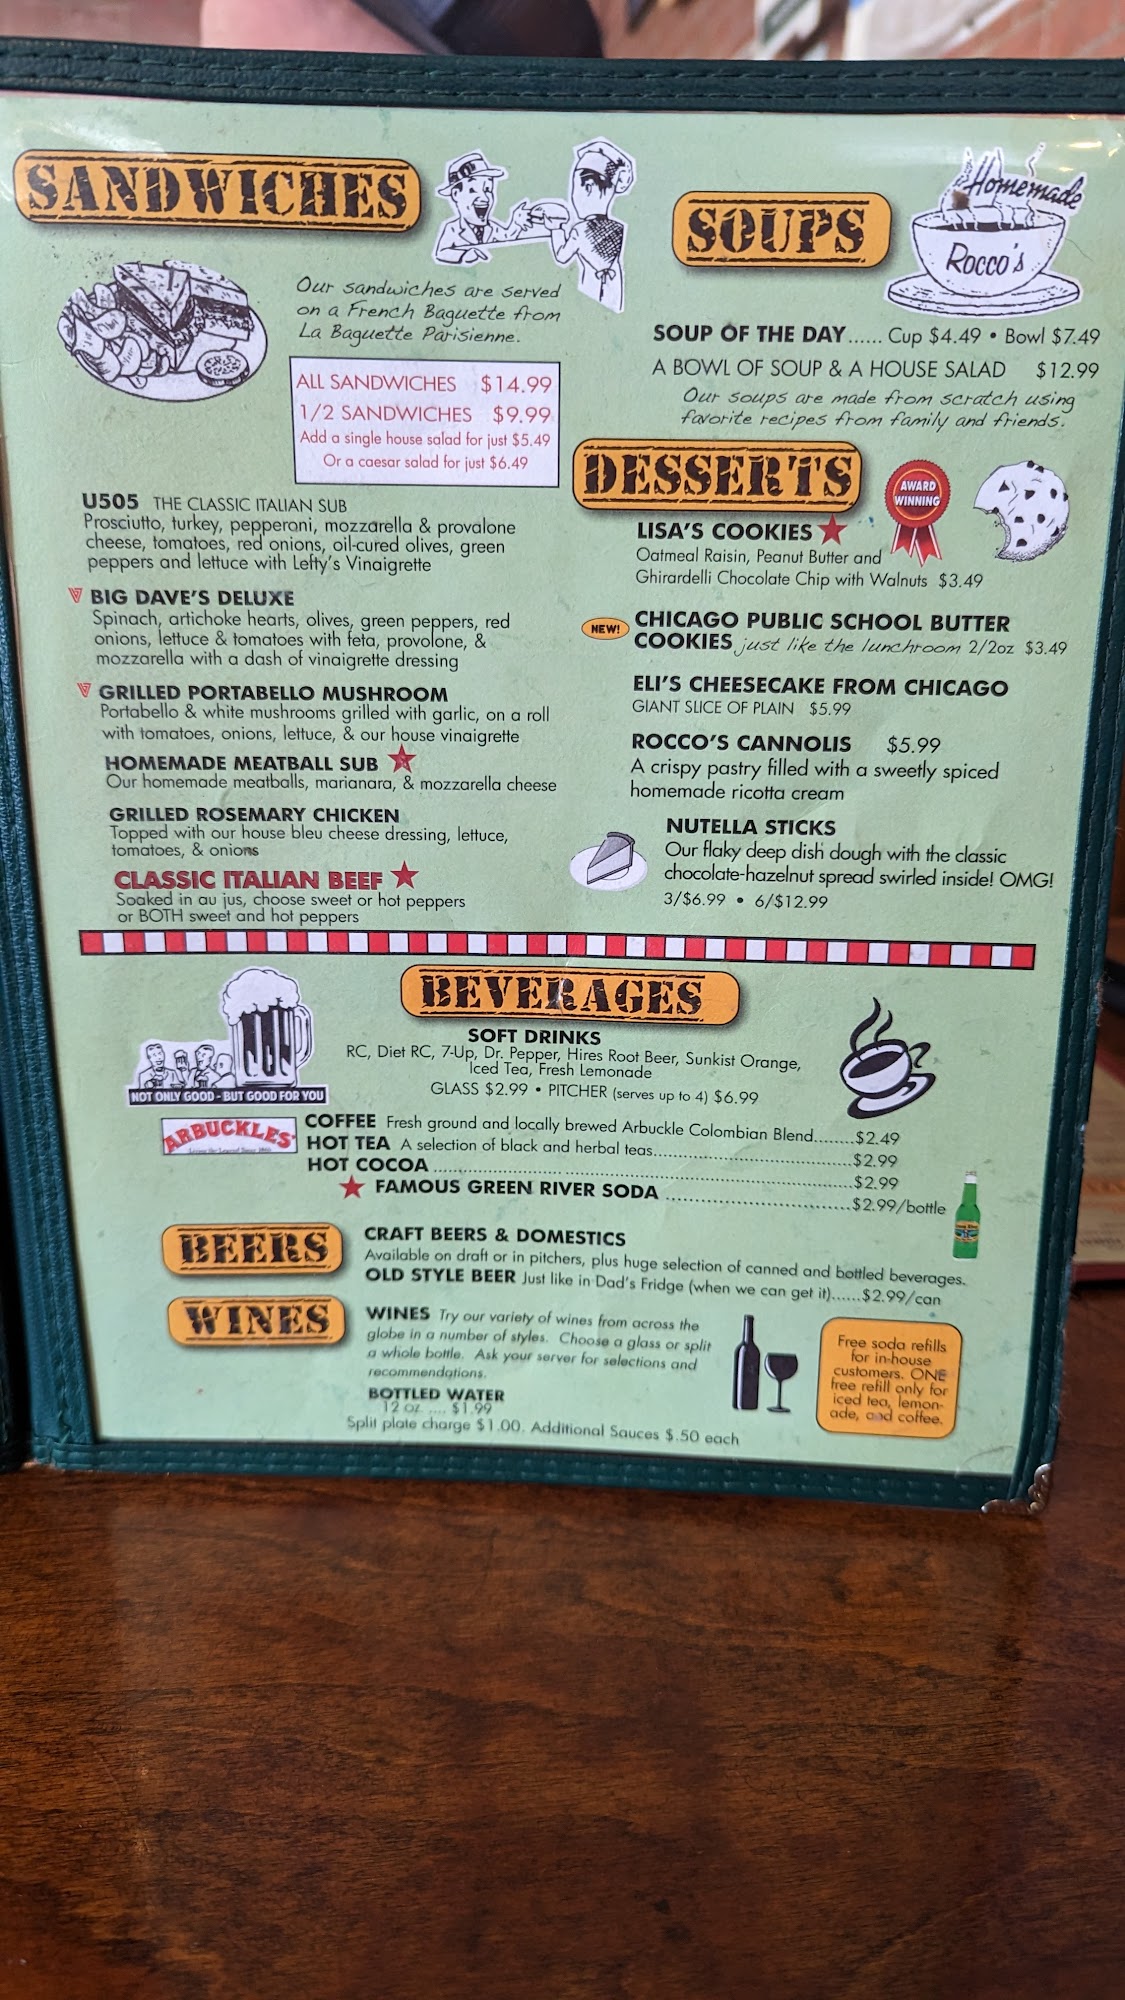 SANDWICHES
Our sandwiches are served
on a French Baguette from
La Baguette Parisienne.
ALL SANDWICHES $14.99
1/2 SANDWICHES $9.99
Add a single house salad for just $5.49
Or a caesar salad for just $6.49
U505 THE CLASSIC ITALIAN SUB
Prosciutto, turkey, pepperoni, mozzarella & provalone
cheese, tomatoes, red onions, oil-cured olives, green
peppers and lettuce with Lefty's Vinaigrette
V BIG DAVE'S DELUXE
Spinach, artichoke hearts, olives, green peppers, red
onions, lettuce & tomatoes with feta, provolone, &
mozzarella with a dash of vinaigrette dressing
V GRILLED PORTABELLO MUSHROOM
Portabello & white mushrooms grilled with garlic, on a roll
with tomatoes, onions, lettuce, & our house vinaigrette
HOMEMADE MEATBALL SUB
Our homemade meatballs, marianara, & mozzarella cheese
GRILLED ROSEMARY CHICKEN
Topped with our house bleu cheese dressing, lettuce,
tomatoes, & onions
CLASSIC ITALIAN BEEF
Soaked in au jus, choose sweet or hot peppers
or BOTH sweet and hot peppers
SOUPS
Homemade
Rocco's
SOUP OF THE DAY...... Cup $4.49 • Bowl $7.49
A BOWL OF SOUP & A HOUSE SALAD $12.99
Our soups are made from scratch using
favorite recipes from family and friends.
DESSERTS
AWARD
WINNING
LISA'S COOKIES
Oatmeal Raisin, Peanut Butter and
Ghirardelli Chocolate Chip with Walnuts $3.49
NEW! CHICAGO PUBLIC SCHOOL BUTTER
COOKIES just like the lunchroom 2/2oz $3.49
ELI'S CHEESECAKE FROM CHICAGO
GIANT SLICE OF PLAIN $5.99
ROCCO'S CANNOLIS $5.99
A crispy pastry filled with a sweetly spiced
homemade ricotta cream
NUTELLA STICKS
Our flaky deep dish dough with the classic
chocolate-hazelnut spread swirled inside! OMG!
3/$6.99 • 6/$12.99
BEVERAGES
NOT ONLY GOOD - BUT GOOD FOR YOU
SOFT DRINKS
RC, Diet RC, 7-Up, Dr. Pepper, Hires Root Beer, Sunkist Orange,
Iced Tea, Fresh Lemonade
GLASS $2.99 • PITCHER (serves up to 4) $6.99
ARBUCKLES'
COFFEE Fresh ground and locally brewed Arbuckle Colombian Blend........$2.49
HOT TEA A selection of black and herbal teas........$2.99
HOT COCOA........$2.99
FAMOUS GREEN RIVER SODA........$2.99/bottle
BEERS
CRAFT BEERS & DOMESTICS
Available on draft or in pitchers, plus huge selection of canned and bottled beverages.
OLD STYLE BEER Just like in Dad's Fridge (when we can get it)......$2.99/can
WINES
WINES Try our variety of wines from across the
globe in a number of styles. Choose a glass or split
a whole bottle. Ask your server for selections and
recommendations.
BOTTLED WATER
12 oz .... $1.99
Split plate charge $1.00. Additional Sauces $.50 each
Free soda refills
for in-house
customers. ONE
free refill only for
iced tea, lemon-
ade, and coffee.